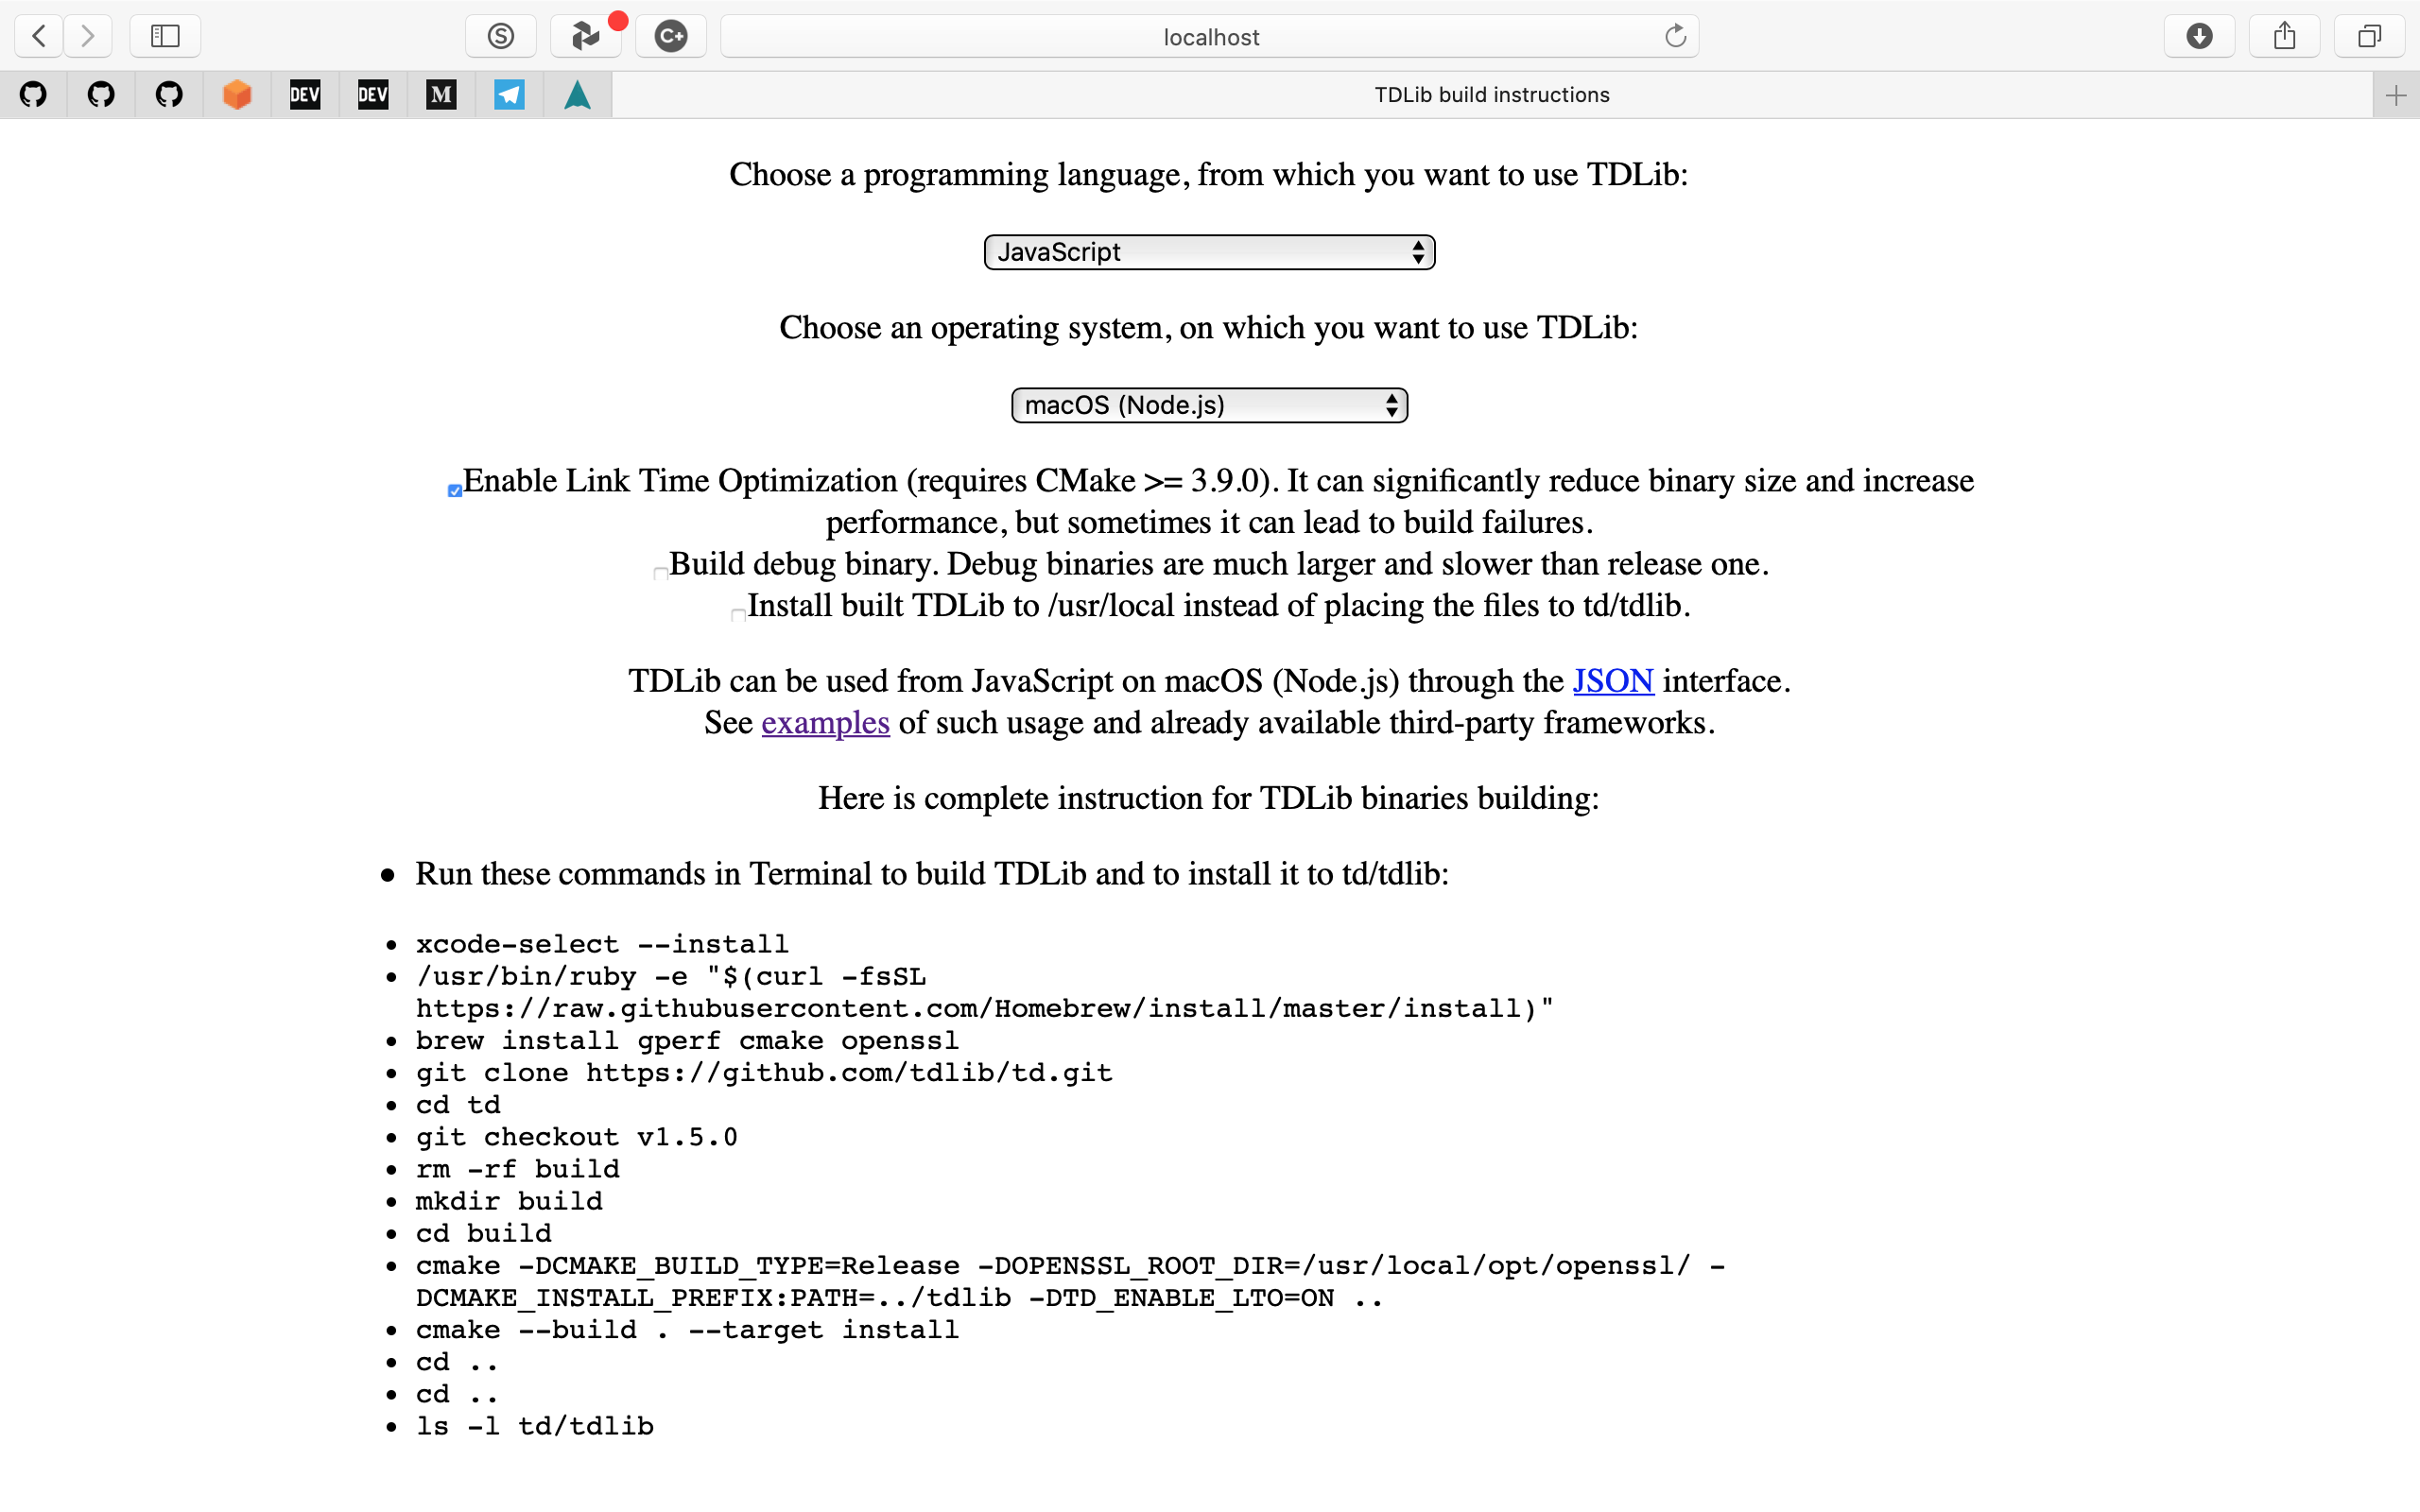 localhost
DEV
DEV
M
TDLib build instructions
Choose a programming language, from which you want to use TDLib:
JavaScript
Choose an operating system, on which you want to use TDLib:
macOS (Node.js)
Enable Link Time Optimization (requires CMake >= 3.9.0). It can significantly reduce binary size and increase
performance, but sometimes it can lead to build failures.
Build debug binary. Debug binaries are much larger and slower than release one.
Install built TDLib to /usr/local instead of placing the files to td/tdlib.
TDLib can be used from JavaScript on macOS (Node.js) through the JSON interface.
See examples of such usage and already available third-party frameworks.
Here is complete instruction for TDLib binaries building:
• Run these commands in Terminal to build TDLib and to install it to td/tdlib:
• xcode-select --install
• /usr/bin/ruby -e "$(curl -fsSL
https://raw.githubusercontent.com/Homebrew/install/master/install)"
• brew install gperf cmake openssl
• git clone https://github.com/tdlib/td.git
• cd td
• git checkout v1.5.0
• rm -rf build
• mkdir build
• cd build
• cmake -DCMAKE_BUILD_TYPE=Release -DOPENSSL_ROOT_DIR=/usr/local/opt/openssl/ -
DCMAKE_INSTALL_PREFIX:PATH=../tdlib -DTD_ENABLE_LTO=ON ..
• cmake --build . --target install
• cd ..
• cd ..
• ls -l td/tdlib